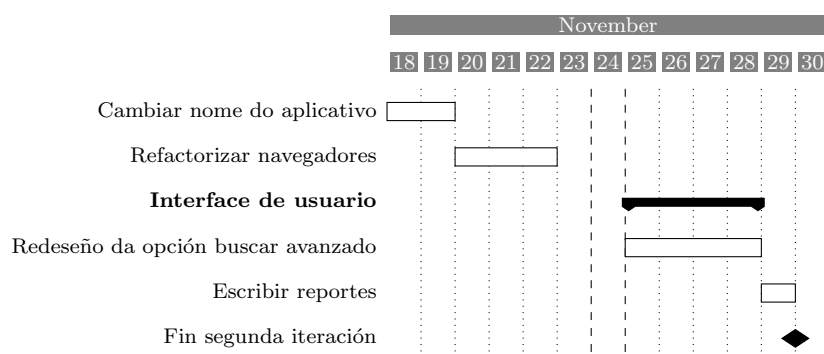 November
18 19 20 21 22 23 24 25 26 27 28 29 30
Cambiar nome do aplicativo
Refactorizar navegadores
Interface de usuario
Redeseño da opción buscar avanzado
Escribir reportes
Fin segunda iteración